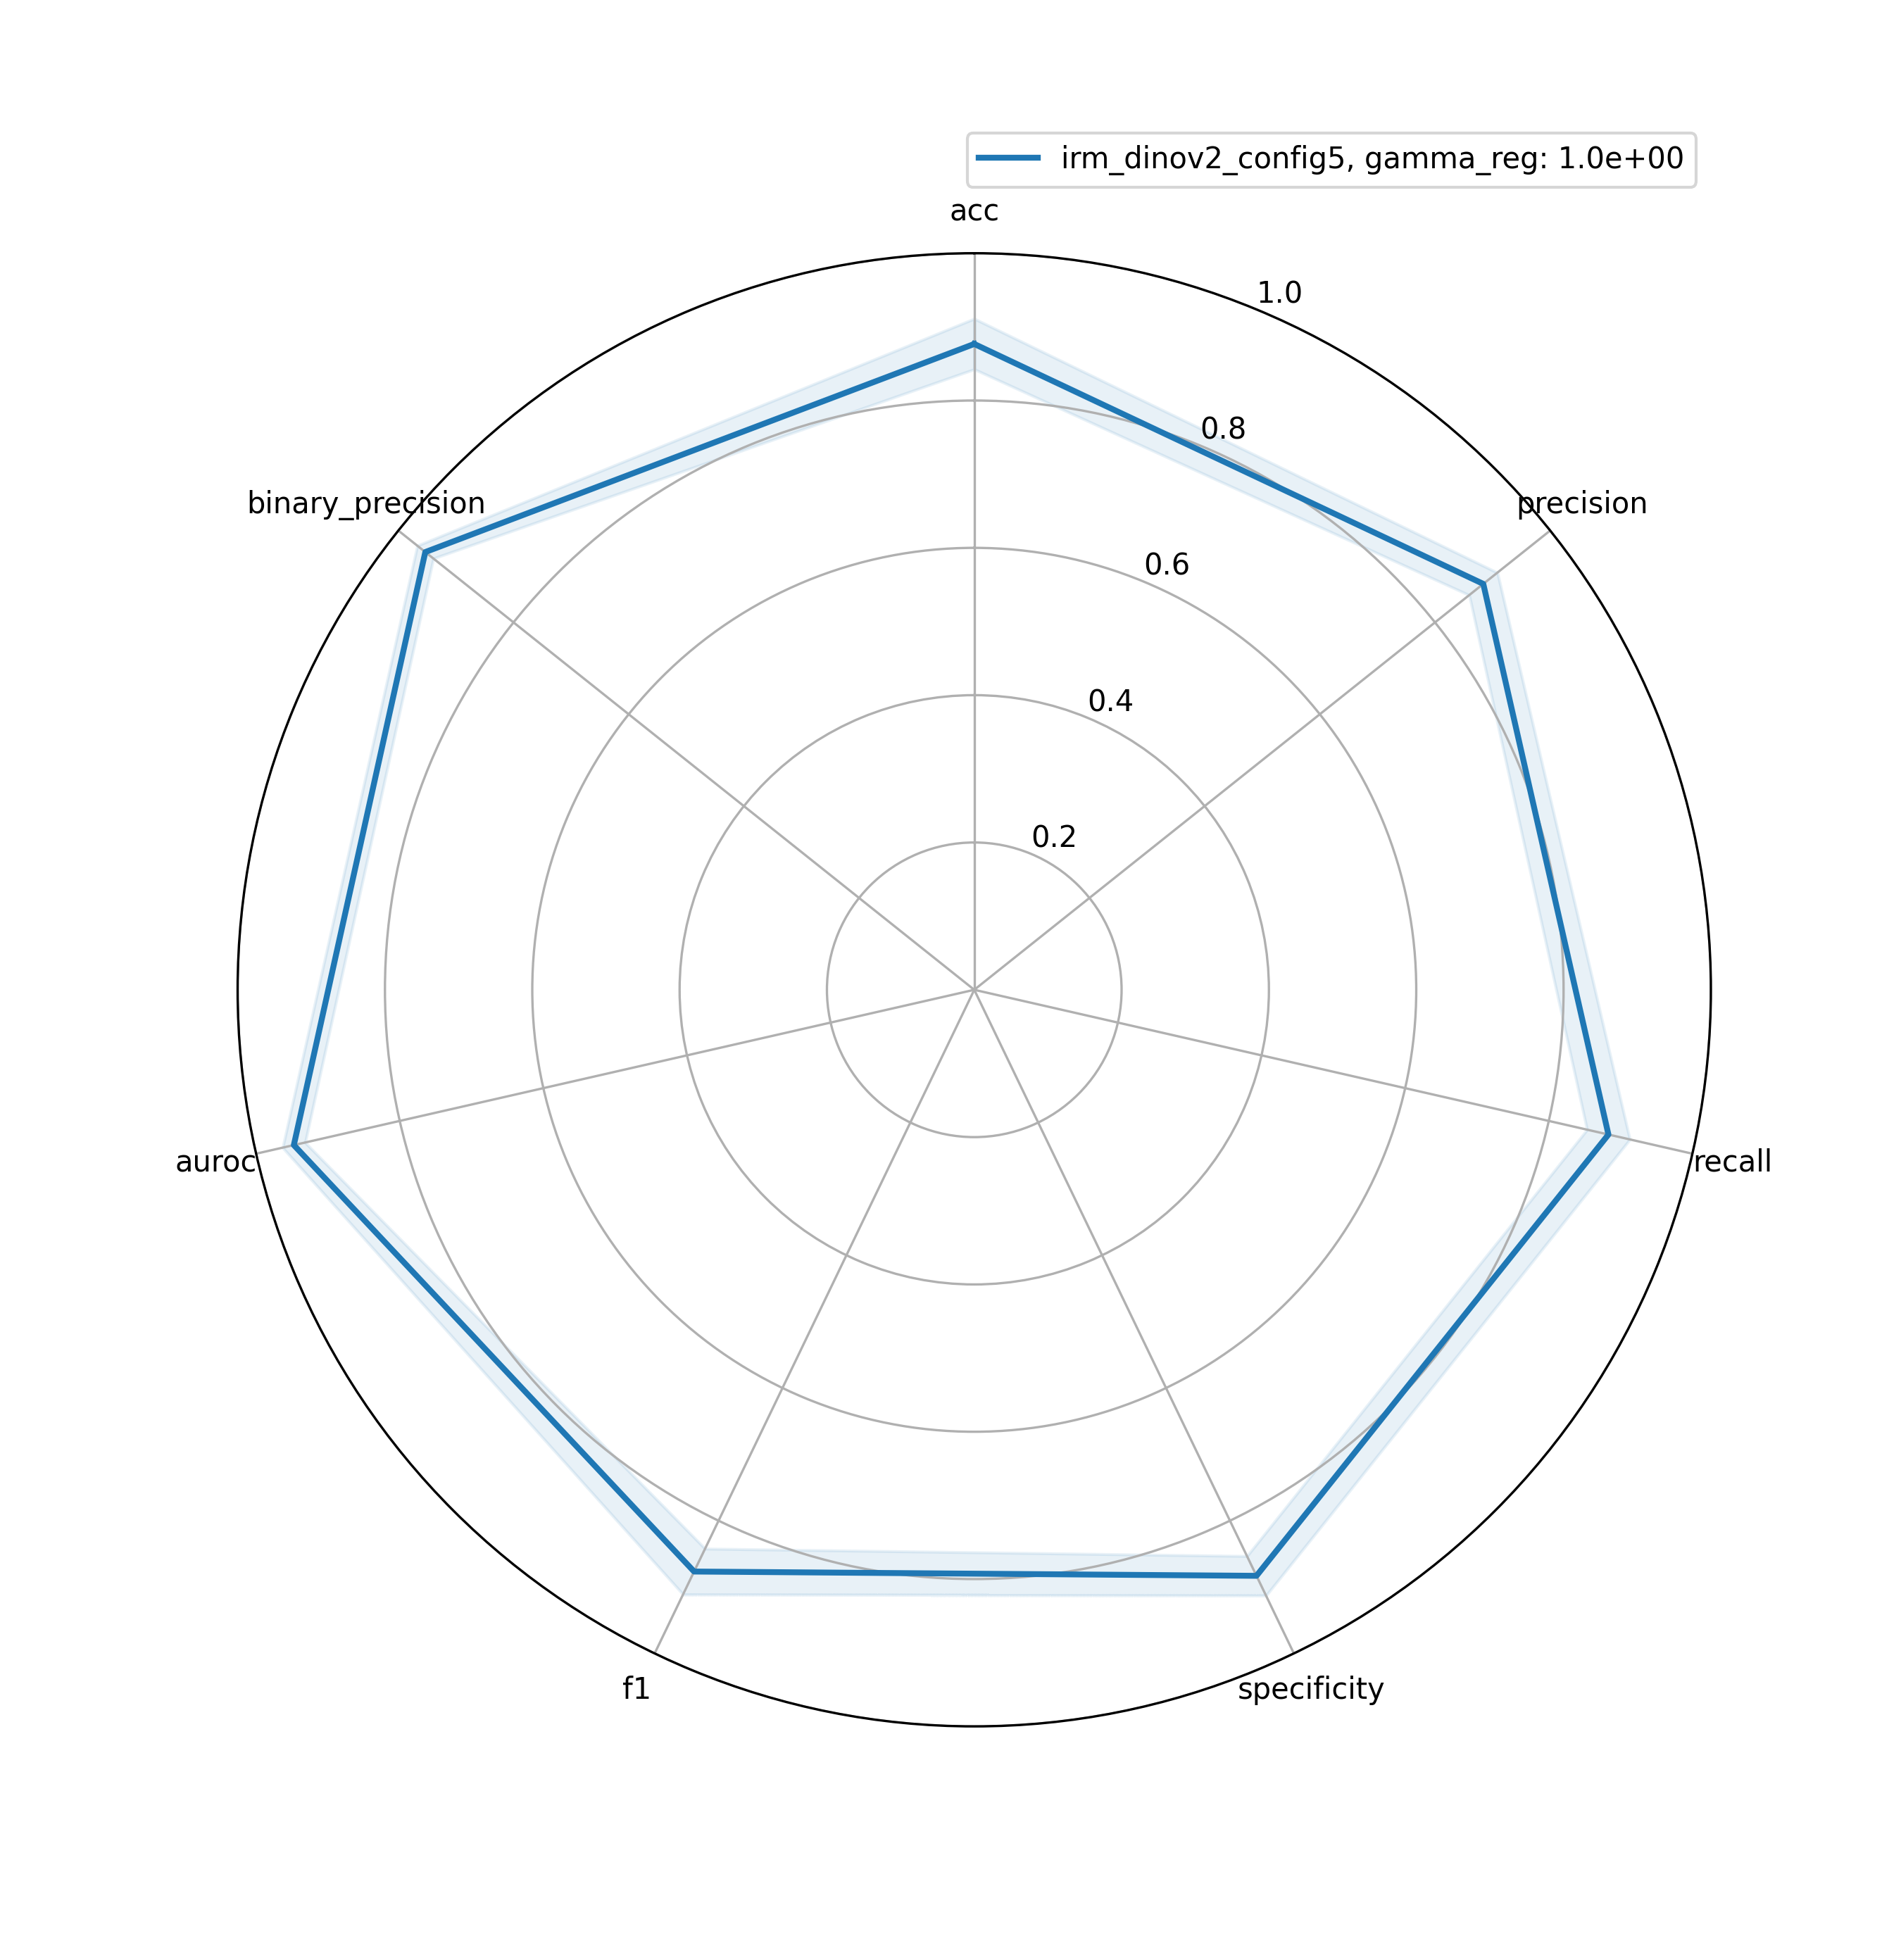 irm_dinov2_config5, gamma_reg: 1.0e+00
acc
1.0
0.8
binary_precision
precision
0.6
0.4
0.2
auroc
recall
f1
specificity